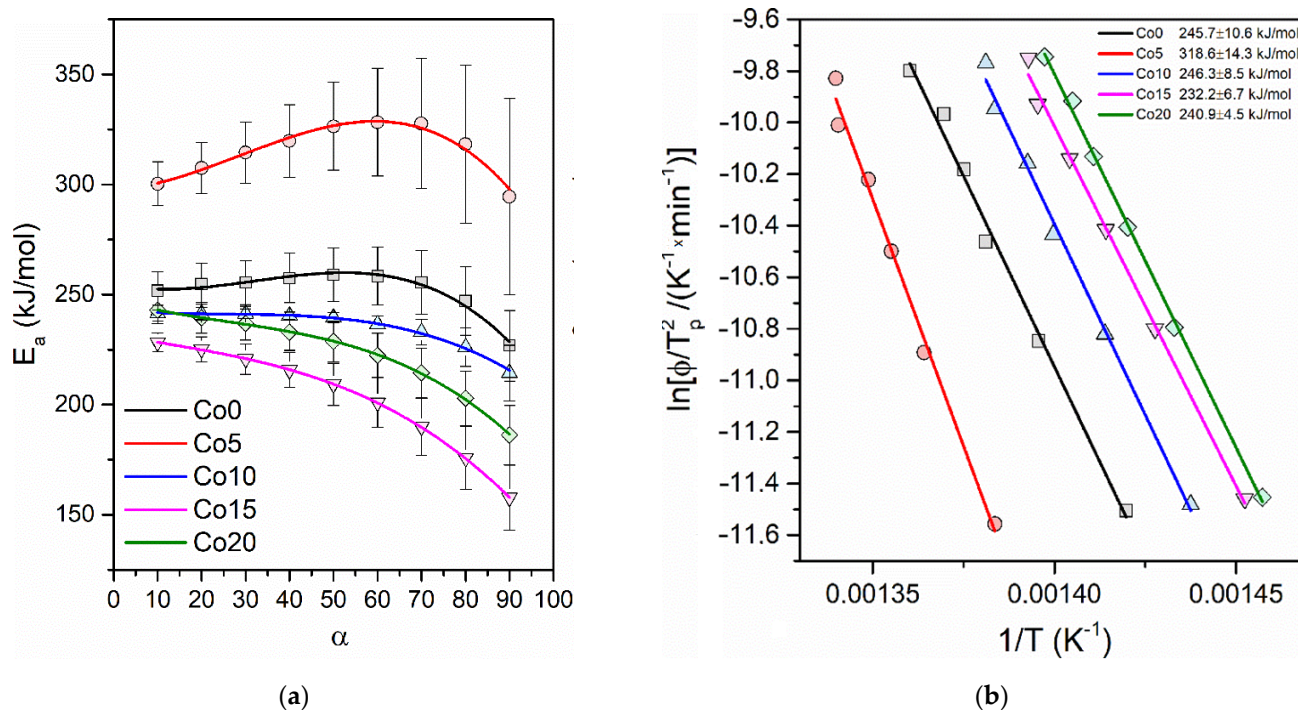 350
300
250
200
150
E_a (kJ/mol)
Co0
Co5
Co10
Co15
Co20
0 10 20 30 40 50 60 70 80 90 100
α
(a)
-9.6
-9.8
-10.0
-10.2
-10.4
-10.6
-10.8
-11.0
-11.2
-11.4
-11.6
ln[ϕ/T_p^2/(K^-1×min^-1)]
Co0 245.7±10.6 kJ/mol
Co5 318.6±14.3 kJ/mol
Co10 246.3±8.5 kJ/mol
Co15 232.2±6.7 kJ/mol
Co20 240.9±4.5 kJ/mol
0.00135 0.00140 0.00145
1/T (K^-1)
(b)